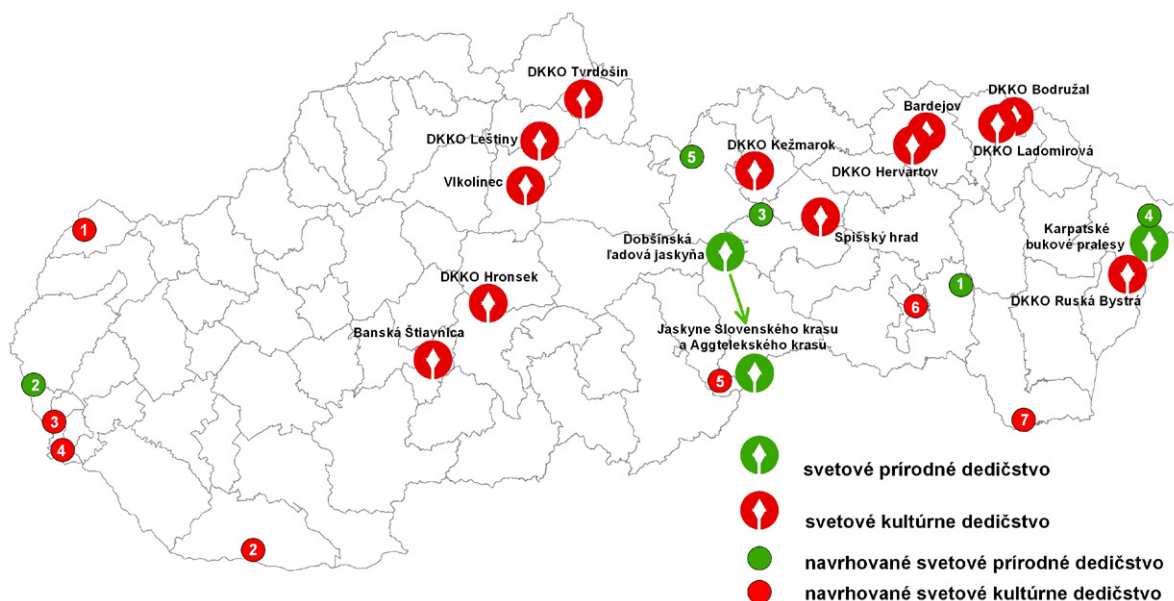 DKKO Tvrdošín
DKKO Bodružal
Bardejov
DKKO Leštiny
DKKO Kežmarok
DKKO Ladomirová
5
DKKO Hervartov
Vlkolínec
3
4
1
Spišský hrad
Karpatské
bukové pralesy
Dobšinská
ľadová jaskyňa
DKKO Hronsek
1
DKKO Ruská Bystrá
6
Banská Štiavnica
Jaskyne Slovenského krasu
a Aggtelekského krasu
2
5
3
7
4
svetové prírodné dedičstvo
svetové kultúrne dedičstvo
2
navrhované svetové prírodné dedičstvo
navrhované svetové kultúrne dedičstvo